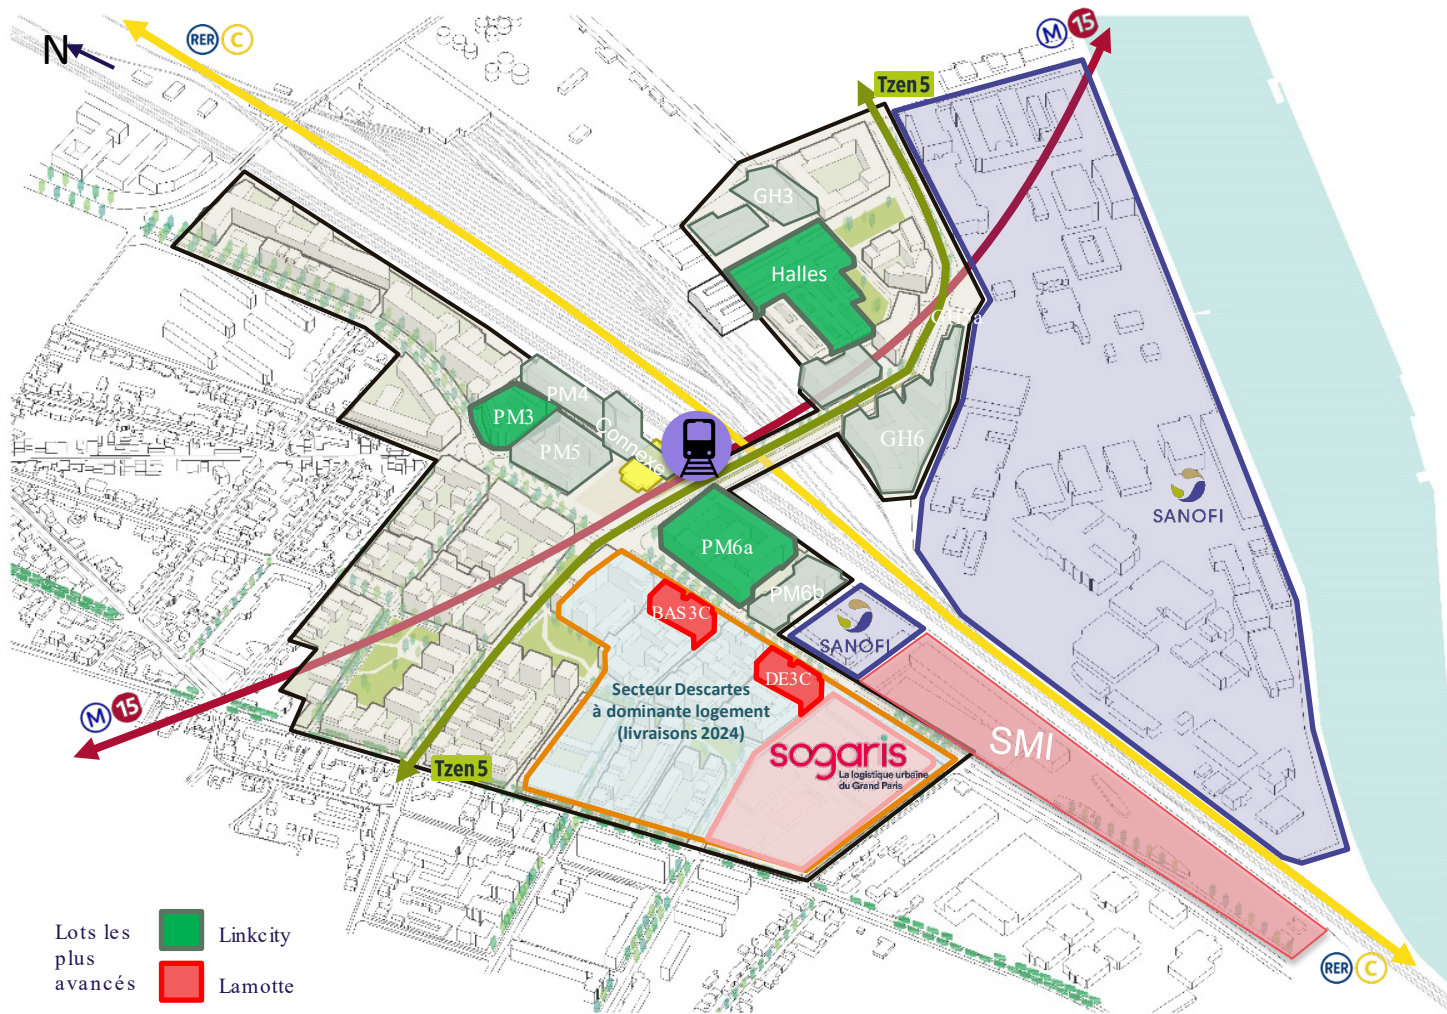 N
RER C
M 15
Tzen 5
GH3
Halles
GH6a
PM4
PM3
Connexe
PM5
GH6
SANOFI
PM6a
PM6b
BAS3C
SANOFI
DE3C
Secteur Descartes
à dominante logement
(livraisons 2024)
M 15
SMI
sogaris
La logistique urbaine
du Grand Paris
Tzen 5
Lots les
plus
avancés
Linkcity
Lamotte
RER C